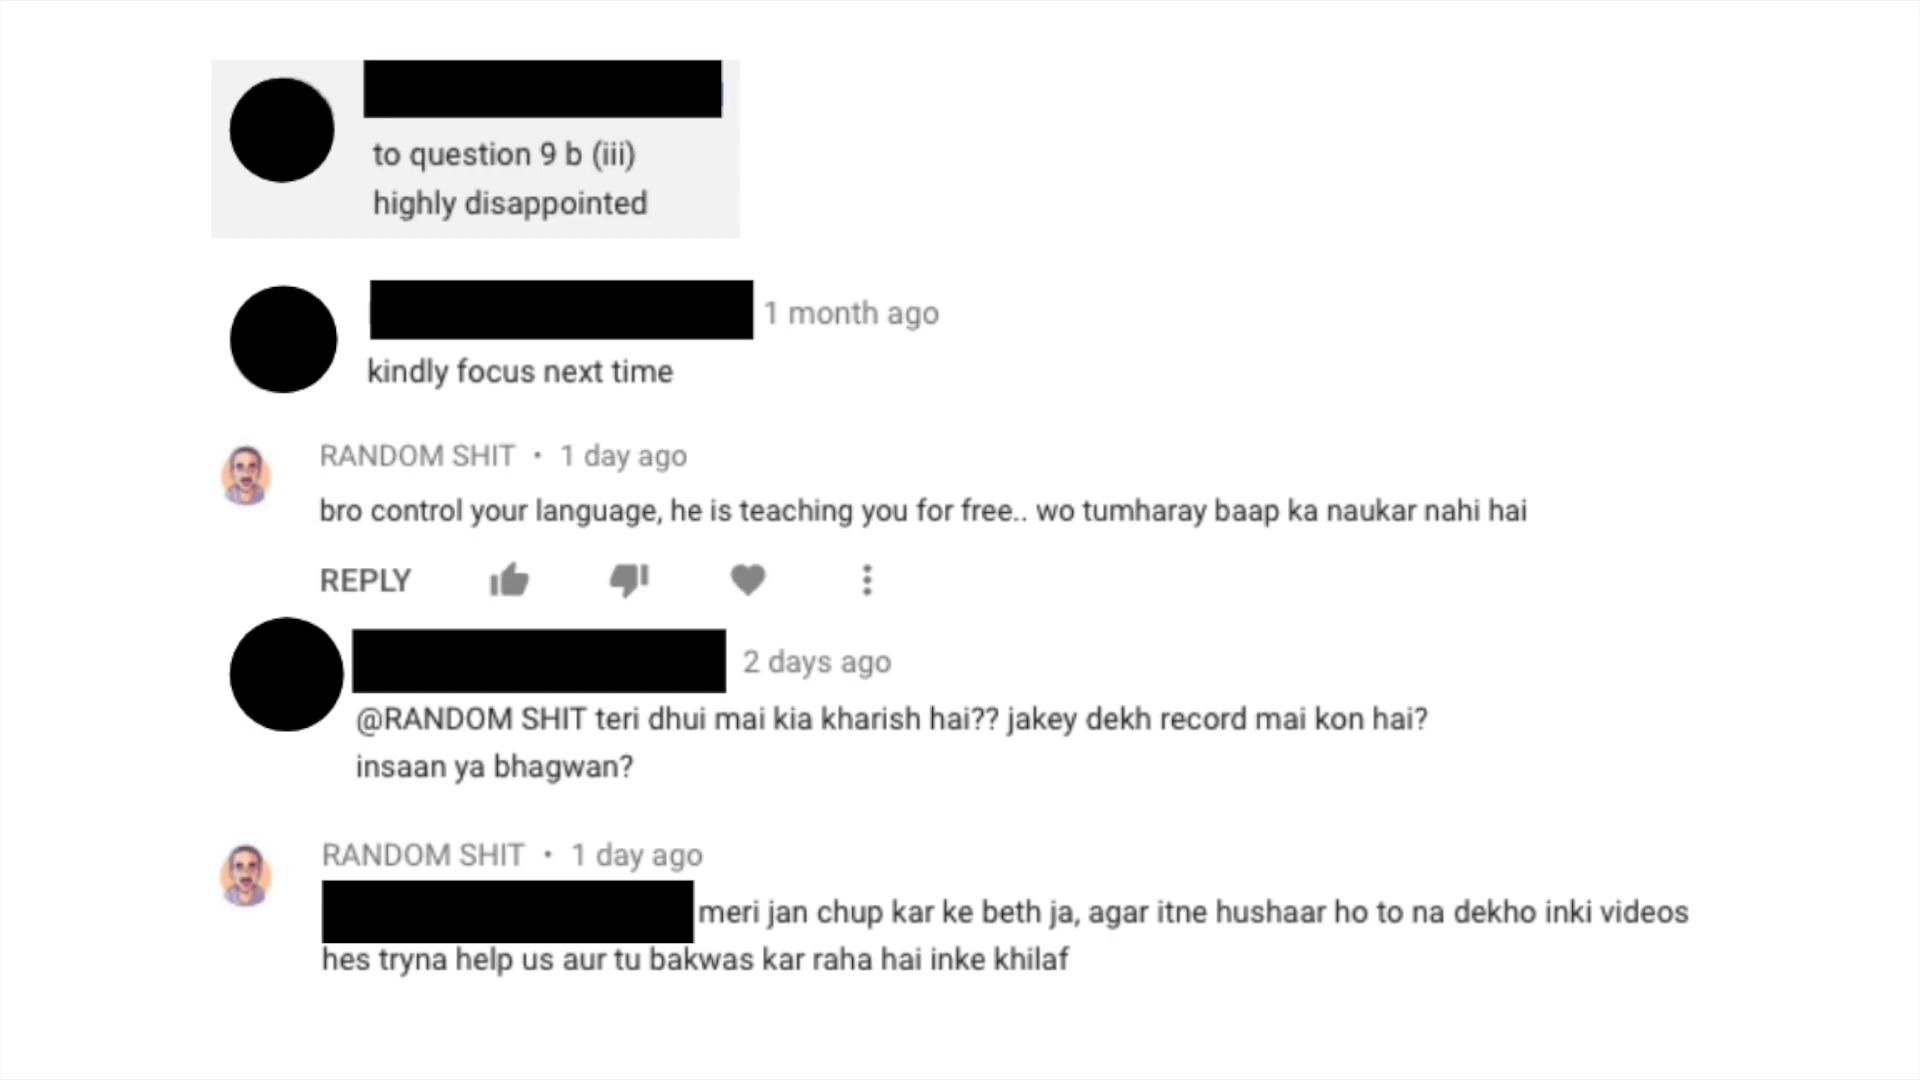 to question 9 b (iii)
highly disappointed
1 month ago
kindly focus next time
RANDOM SHIT • 1 day ago
bro control your language, he is teaching you for free.. wo tumharay baap ka naukar nahi hai
REPLY
2 days ago
@RANDOM SHIT teri dhui mai kia kharish hai?? jakey dekh record mai kon hai?
insaan ya bhagwan?
RANDOM SHIT • 1 day ago
meri jan chup kar ke beth ja, agar itne hushaar ho to na dekho inki videos
hes tryna help us aur tu bakwas kar raha hai inke khilaf